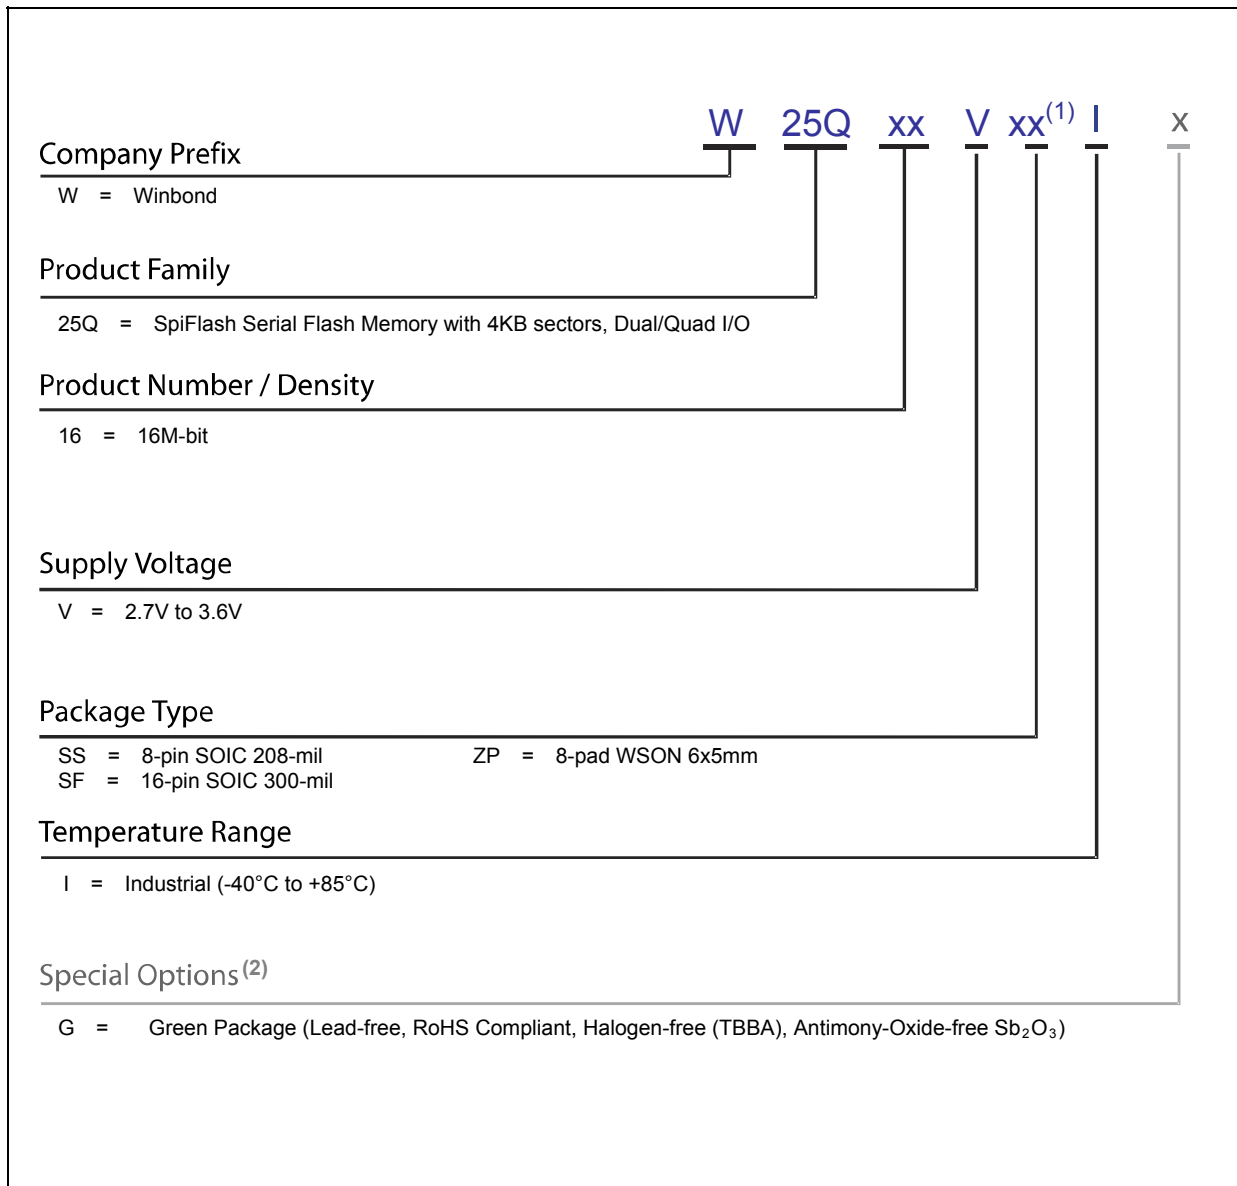 W 25Q xx V xx(1) I x
Company Prefix
W = Winbond
Product Family
25Q = SpiFlash Serial Flash Memory with 4KB sectors, Dual/Quad I/O
Product Number / Density
16 = 16M-bit
Supply Voltage
V = 2.7V to 3.6V
Package Type
SS = 8-pin SOIC 208-mil ZP = 8-pad WSON 6x5mm
SF = 16-pin SOIC 300-mil
Temperature Range
I = Industrial (-40°C to +85°C)
Special Options(2)
G = Green Package (Lead-free, RoHS Compliant, Halogen-free (TBBA), Antimony-Oxide-free Sb₂O₃)